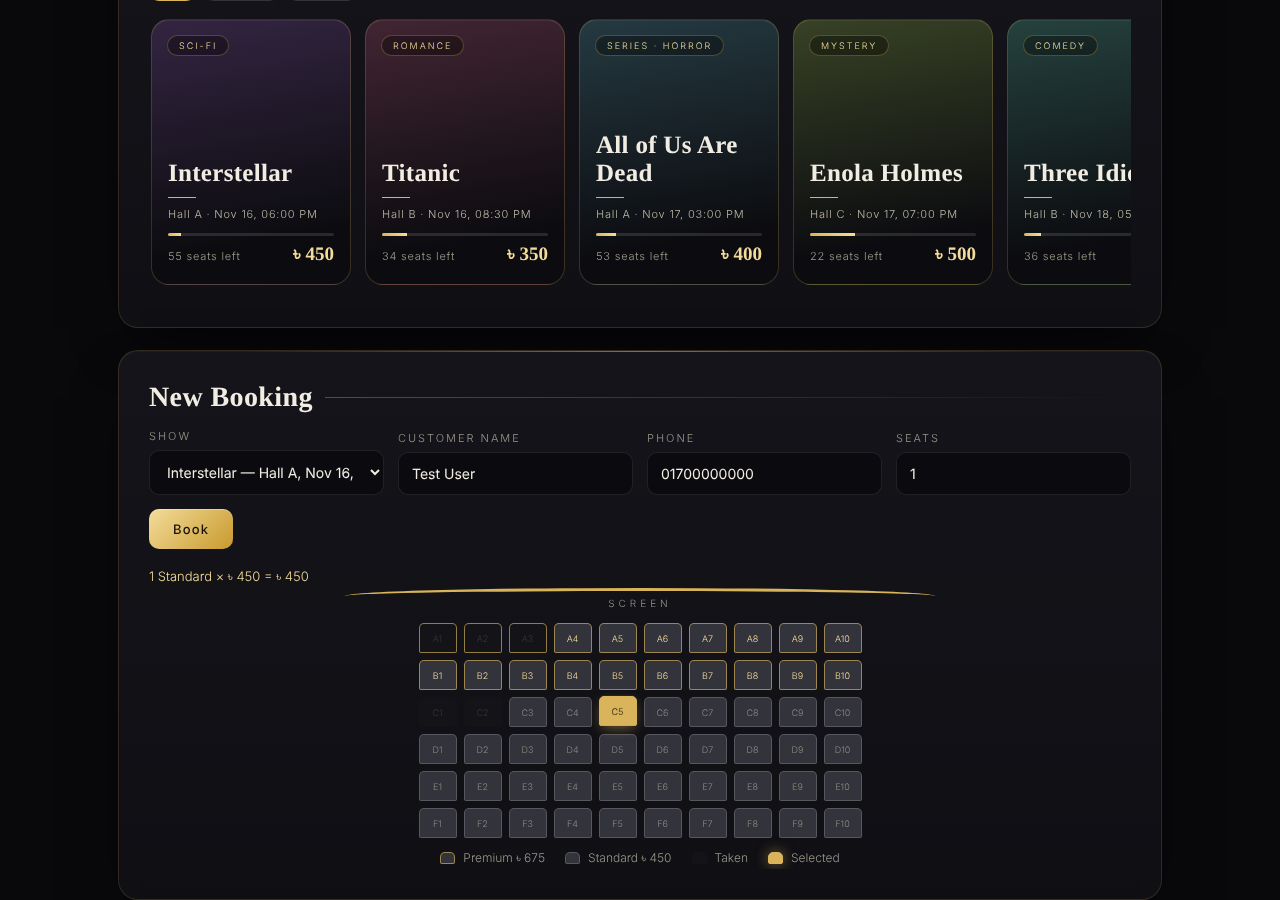 SCI-FI
ROMANCE
SERIES · HORROR
MYSTERY
COMEDY
Interstellar
Titanic
All of Us Are
Dead
Enola Holmes
Three Idio
Hall A · Nov 16, 06:00 PM
Hall B · Nov 16, 08:30 PM
Hall A · Nov 17, 03:00 PM
Hall C · Nov 17, 07:00 PM
Hall B · Nov 18, 05
55 seats left ৳ 450
34 seats left ৳ 350
53 seats left ৳ 400
22 seats left ৳ 500
36 seats left
New Booking
SHOW
CUSTOMER NAME
PHONE
SEATS
Interstellar — Hall A, Nov 16,
Test User
01700000000
1
Book
1 Standard × ৳ 450 = ৳ 450
SCREEN
A1 A2 A3 A4 A5 A6 A7 A8 A9 A10
B1 B2 B3 B4 B5 B6 B7 B8 B9 B10
C1 C2 C3 C4 C5 C6 C7 C8 C9 C10
D1 D2 D3 D4 D5 D6 D7 D8 D9 D10
E1 E2 E3 E4 E5 E6 E7 E8 E9 E10
F1 F2 F3 F4 F5 F6 F7 F8 F9 F10
Premium ৳ 675 Standard ৳ 450 Taken Selected